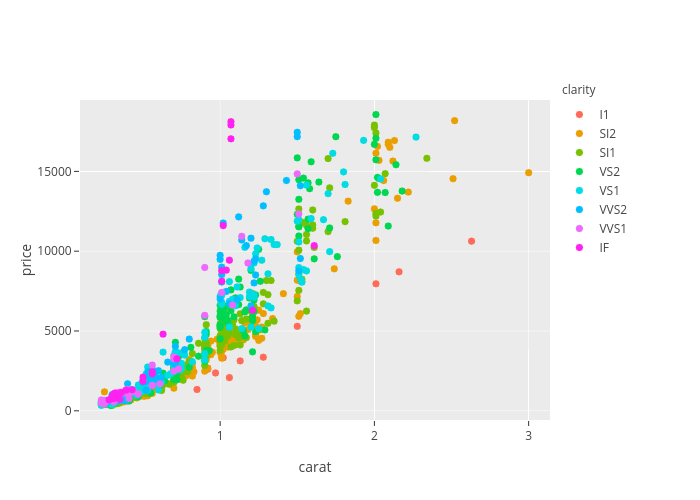 clarity
I1
SI2
SI1
VS2
VS1
VVS2
VVS1
IF
15000
10000
5000
0
price
1 2 3
carat